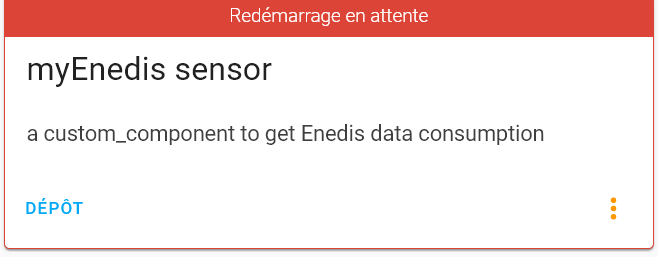 Redémarrage en attente
myEnedis sensor
a custom_component to get Enedis data consumption
DÉPÔT